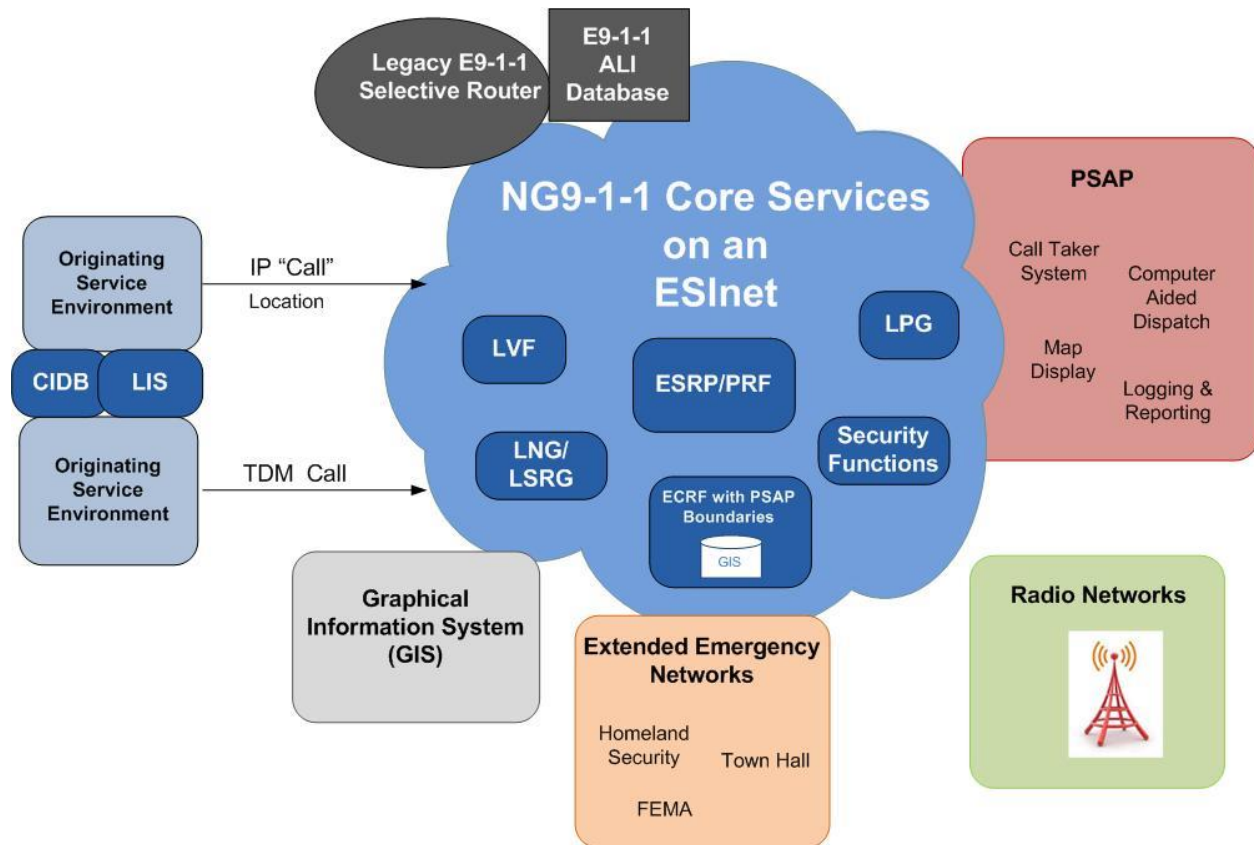 Legacy E9-1-1
Selective Router
E9-1-1
ALI
Database
NG9-1-1 Core Services
on an
ESInet
PSAP
Call Taker
System
Computer
Aided
Dispatch
Map
Display
Logging &
Reporting
Originating
Service
Environment
IP “Call”
Location
CIDB
LIS
Originating
Service
Environment
TDM Call
LVF
LPG
ESRP/PRF
LNG/
LSRG
Security
Functions
ECRF with PSAP
Boundaries
GIS
Graphical
Information System
(GIS)
Extended Emergency
Networks
Homeland
Security
Town Hall
FEMA
Radio Networks